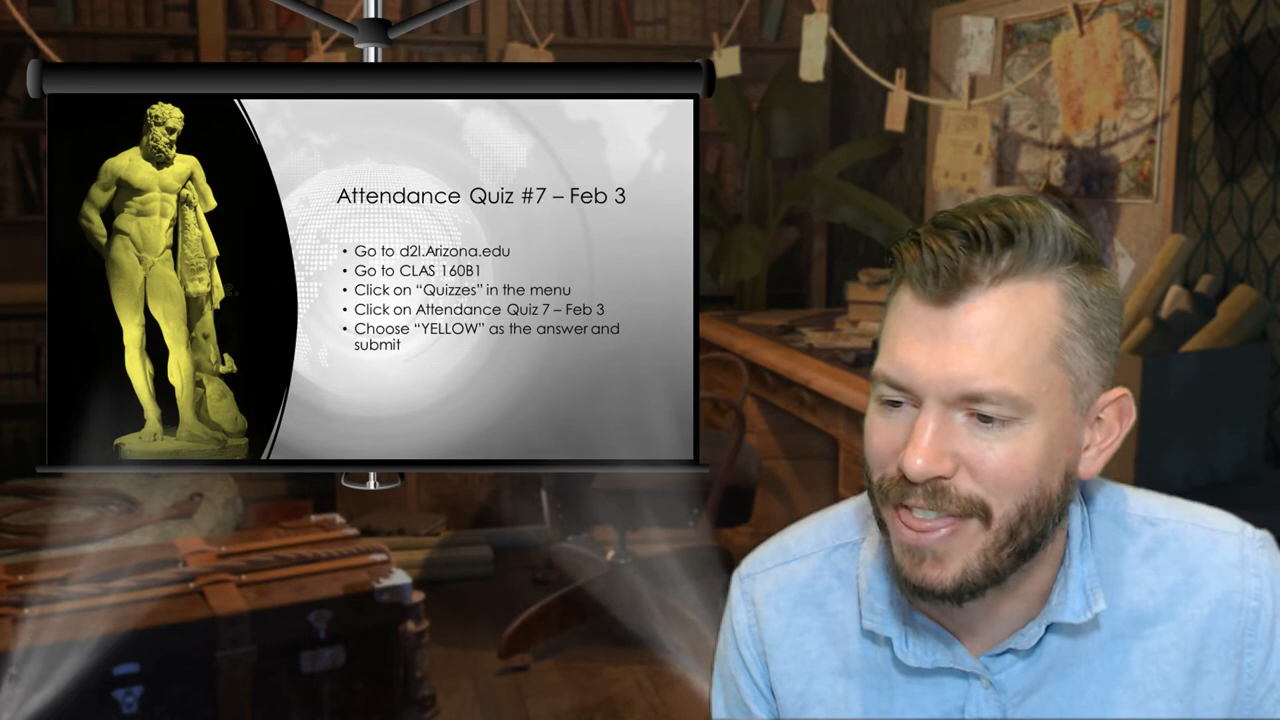 Attendance Quiz #7 – Feb 3
• Go to d2l.Arizona.edu
• Go to CLAS 160B1
• Click on “Quizzes” in the menu
• Click on Attendance Quiz 7 – Feb 3
• Choose “YELLOW” as the answer and
submit